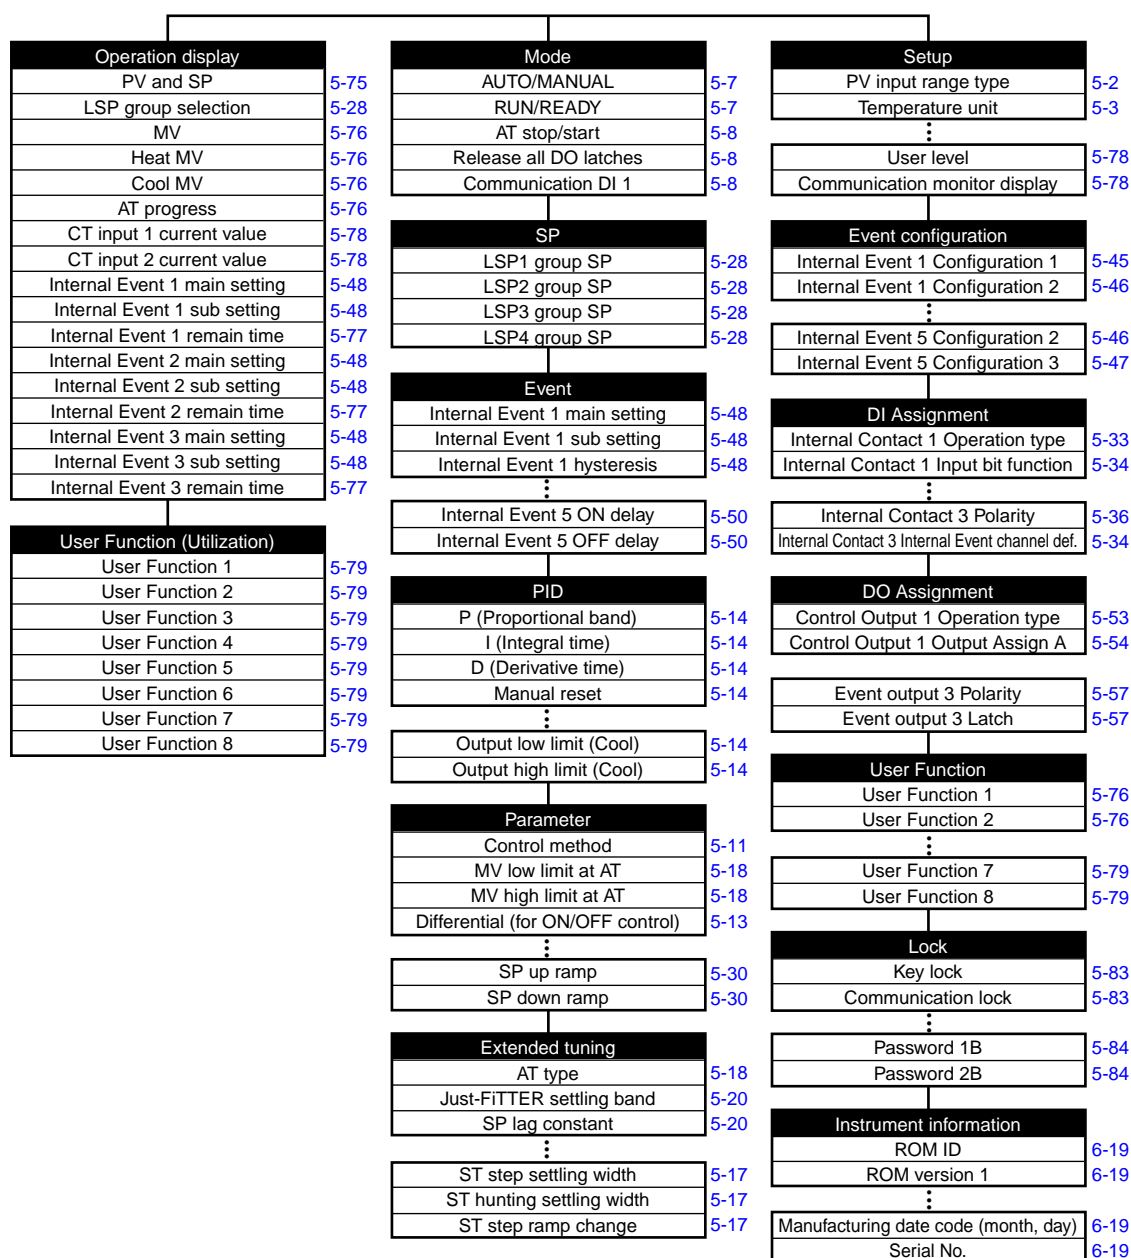 Operation display
PV and SP 5-75
LSP group selection 5-28
MV 5-76
Heat MV 5-76
Cool MV 5-76
AT progress 5-76
CT input 1 current value 5-78
CT input 2 current value 5-78
Internal Event 1 main setting 5-48
Internal Event 1 sub setting 5-48
Internal Event 1 remain time 5-77
Internal Event 2 main setting 5-48
Internal Event 2 sub setting 5-48
Internal Event 2 remain time 5-77
Internal Event 3 main setting 5-48
Internal Event 3 sub setting 5-48
Internal Event 3 remain time 5-77
User Function (Utilization)
User Function 1 5-79
User Function 2 5-79
User Function 3 5-79
User Function 4 5-79
User Function 5 5-79
User Function 6 5-79
User Function 7 5-79
User Function 8 5-79
Mode
AUTO/MANUAL 5-7
RUN/READY 5-7
AT stop/start 5-8
Release all DO latches 5-8
Communication DI 1 5-8
SP
LSP1 group SP 5-28
LSP2 group SP 5-28
LSP3 group SP 5-28
LSP4 group SP 5-28
Event
Internal Event 1 main setting 5-48
Internal Event 1 sub setting 5-48
Internal Event 1 hysteresis 5-48
Internal Event 5 ON delay 5-50
Internal Event 5 OFF delay 5-50
PID
P (Proportional band) 5-14
I (Integral time) 5-14
D (Derivative time) 5-14
Manual reset 5-14
Output low limit (Cool) 5-14
Output high limit (Cool) 5-14
Parameter
Control method 5-11
MV low limit at AT 5-18
MV high limit at AT 5-18
Differential (for ON/OFF control) 5-13
SP up ramp 5-30
SP down ramp 5-30
Extended tuning
AT type 5-18
Just-FiTTER settling band 5-20
SP lag constant 5-20
ST step settling width 5-17
ST hunting settling width 5-17
ST step ramp change 5-17
Setup
PV input range type 5-2
Temperature unit 5-3
User level 5-78
Communication monitor display 5-78
Event configuration
Internal Event 1 Configuration 1 5-45
Internal Event 1 Configuration 2 5-46
Internal Event 5 Configuration 2 5-46
Internal Event 5 Configuration 3 5-47
DI Assignment
Internal Contact 1 Operation type 5-33
Internal Contact 1 Input bit function 5-34
Internal Contact 3 Polarity 5-36
Internal Contact 3 Internal Event channel def. 5-34
DO Assignment
Control Output 1 Operation type 5-53
Control Output 1 Output Assign A 5-54
Event output 3 Polarity 5-57
Event output 3 Latch 5-57
User Function
User Function 1 5-76
User Function 2 5-76
User Function 7 5-79
User Function 8 5-79
Lock
Key lock 5-83
Communication lock 5-83
Password 1B 5-84
Password 2B 5-84
Instrument information
ROM ID 6-19
ROM version 1 6-19
Manufacturing date code (month, day) 6-19
Serial No. 6-19